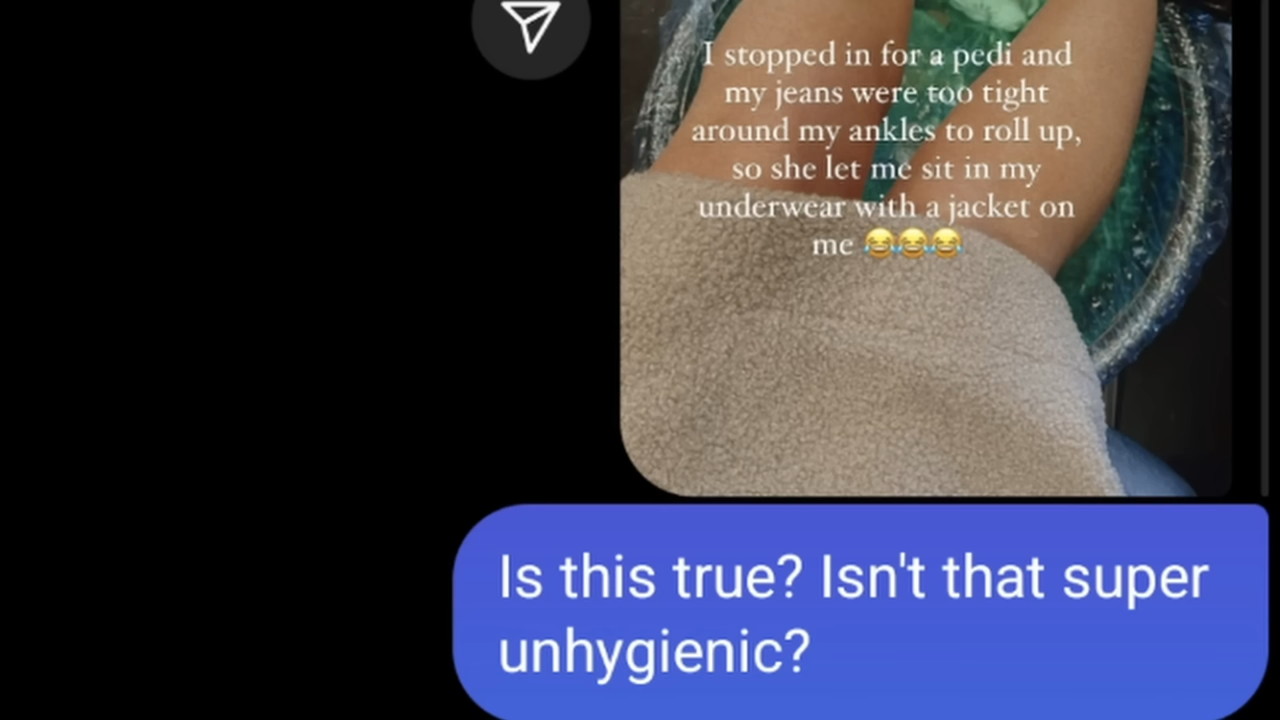 I stopped in for a pedi and
my jeans were too tight
around my ankles to roll up,
so she let me sit in my
underwear with a jacket on
me 😂😂😂
Is this true? Isn't that super
unhygienic?